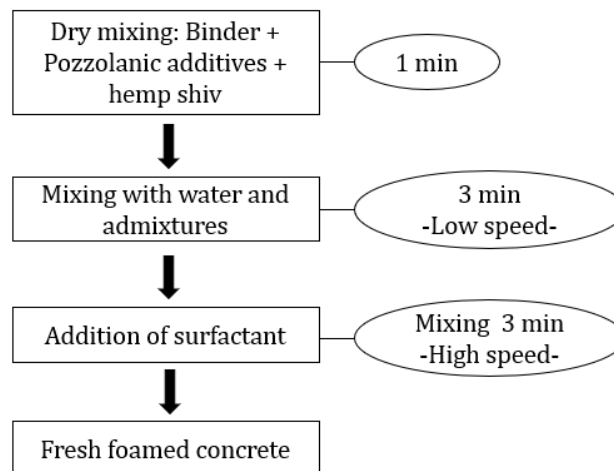 Dry mixing: Binder +
Pozzolanic additives +
hemp shiv
1 min
Mixing with water and
admixtures
3 min
-Low speed-
Addition of surfactant
Mixing 3 min
-High speed-
Fresh foamed concrete